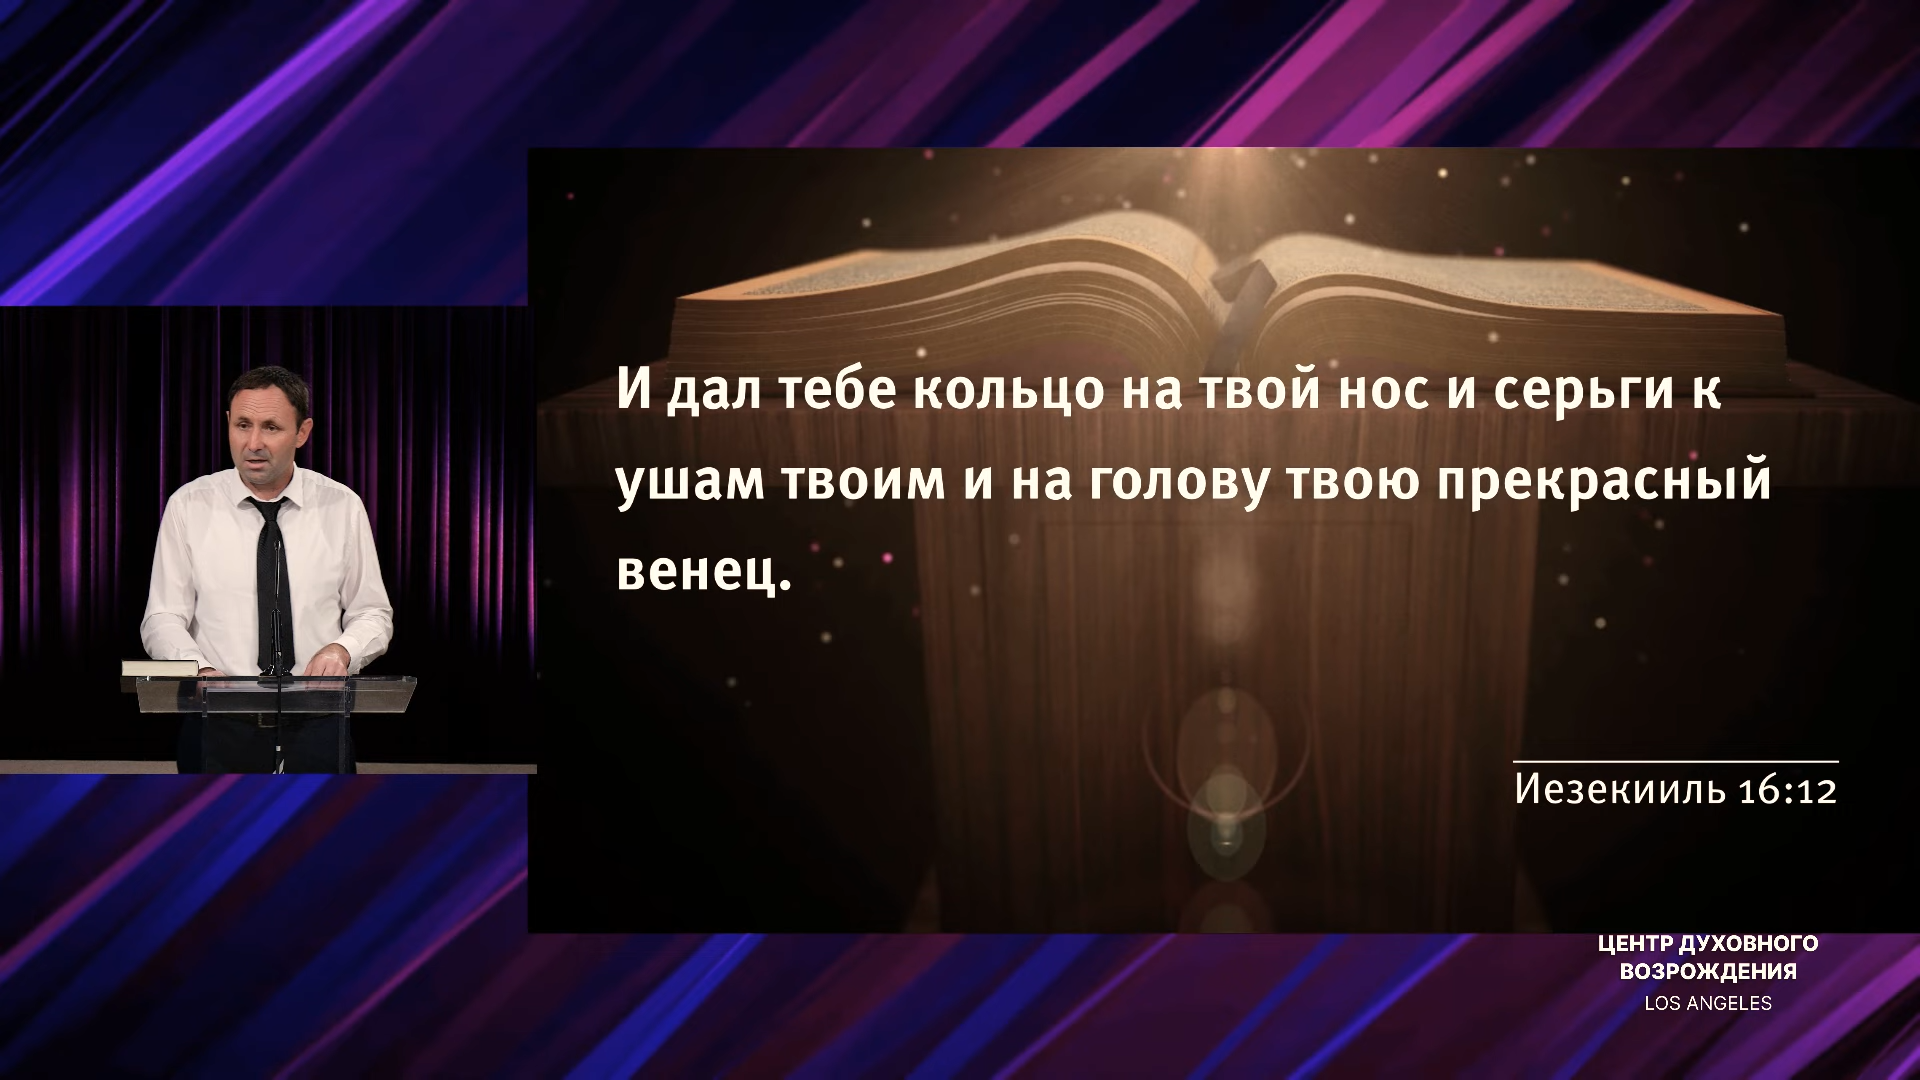 И дал тебе кольцо на твой нос и серьги к
ушам твоим и на голову твою прекрасный
венец.
Иезекииль 16:12
ЦЕНТР ДУХОВНОГО
ВОЗРОЖДЕНИЯ
LOS ANGELES